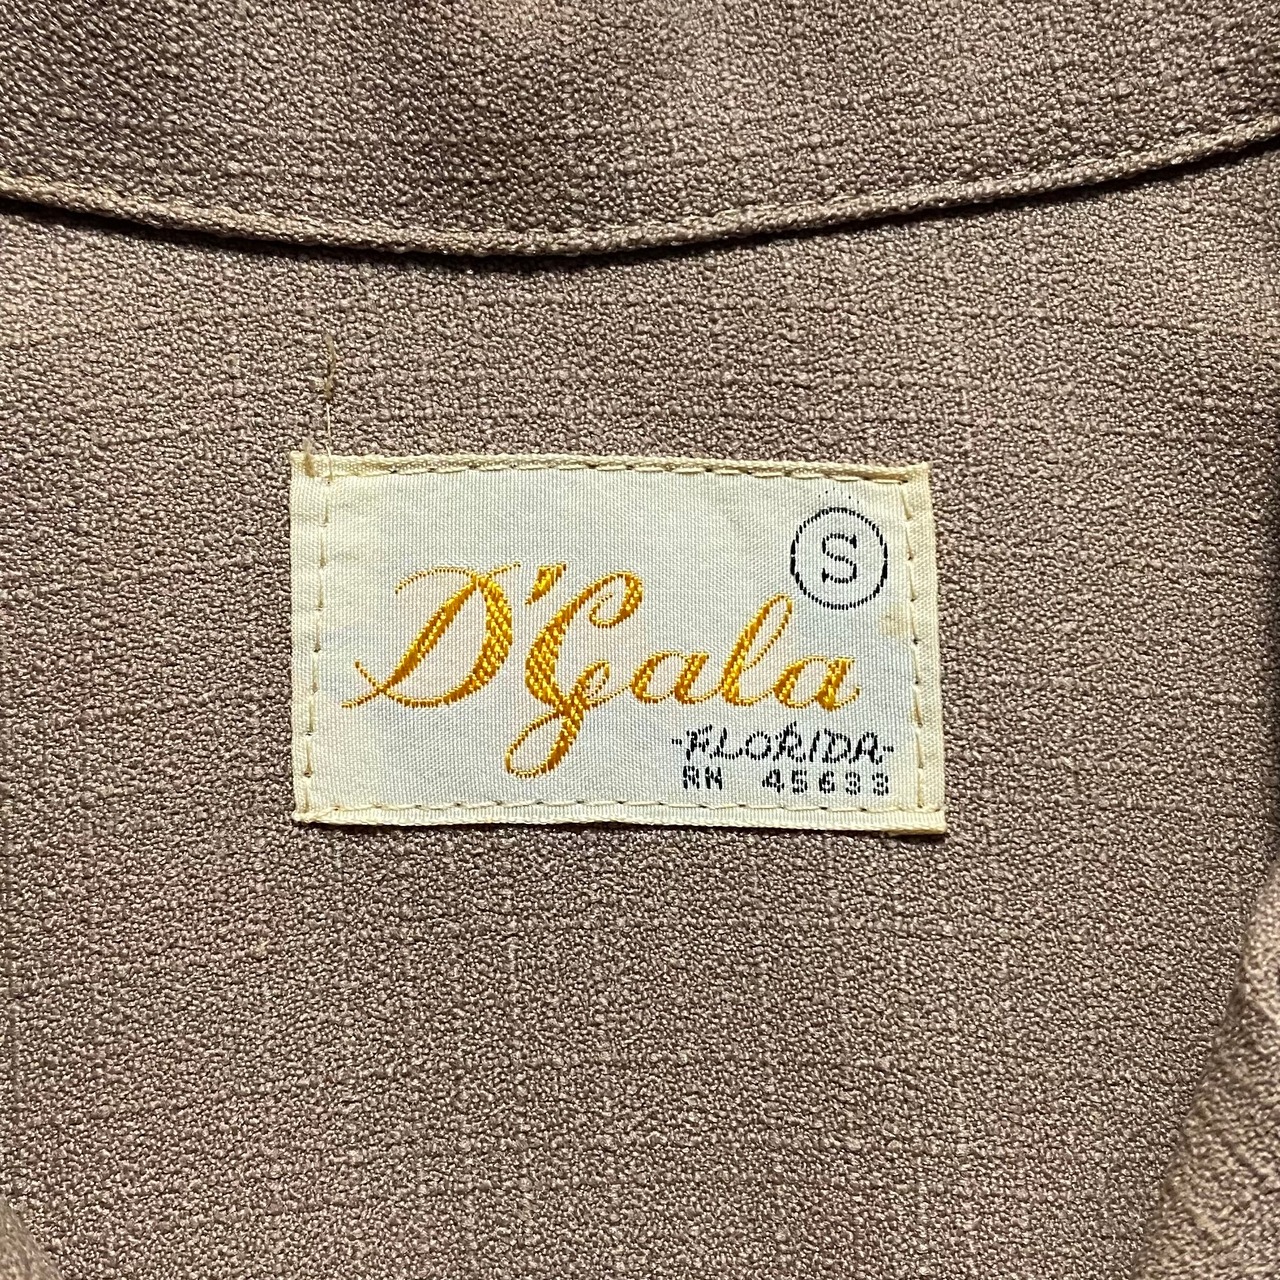 S
D'Gala
-FLORIDA-
RN 45633